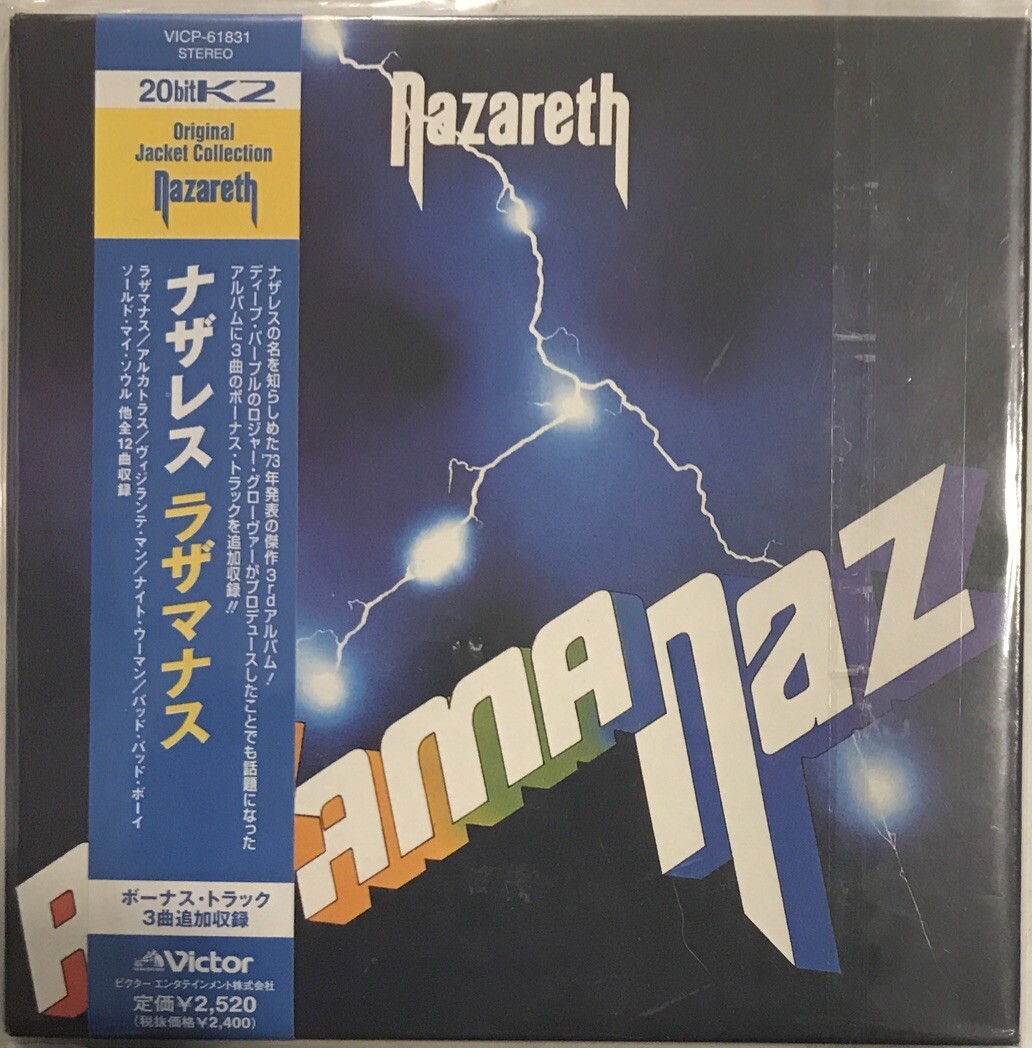 VICP-61831
STEREO
20bit K2
Original
Jacket Collection
Nazareth
ナザレスの名を知らしめた'73年発表の傑作3rdアルバム!
ディープ・パープルのロジャー・グローヴァーがプロデュースしたことでも話題になった
アルバムに3曲のボーナス・トラックを追加収録!!
ナザレス ラザマナス
ラザマナス/アルカトラス/ヴィジランテ・マン/ナイト・ウーマン/バッド・バッド・ボーイ
ソールド・マイ・ソウル 他全12曲収録
ボーナス・トラック
3曲追加収録
Victor
ビクター エンタテインメント株式会社
定価¥2,520
(税抜価格¥2,400)
Nazareth
RamaNaz